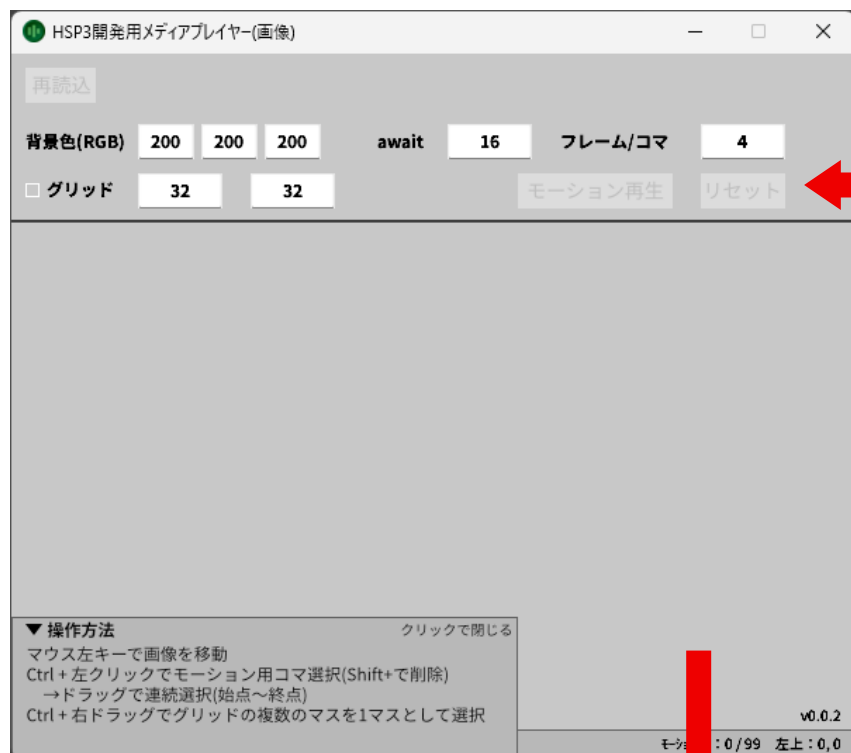 HSP3開発用メディアプレイヤー(画像)
再読込
背景色(RGB) 200 200 200 await 16 フレーム/コマ 4
グリッド 32 32 モーション再生 リセット
▼ 操作方法 クリックで閉じる
マウス左キーで画像を移動
Ctrl + 左クリックでモーション用コマ選択(Shift+で削除)
→ドラッグで連続選択(始点～終点)
Ctrl + 右ドラッグでグリッドの複数のマスを1マスとして選択
v0.0.2
:0/99 左上:0,0